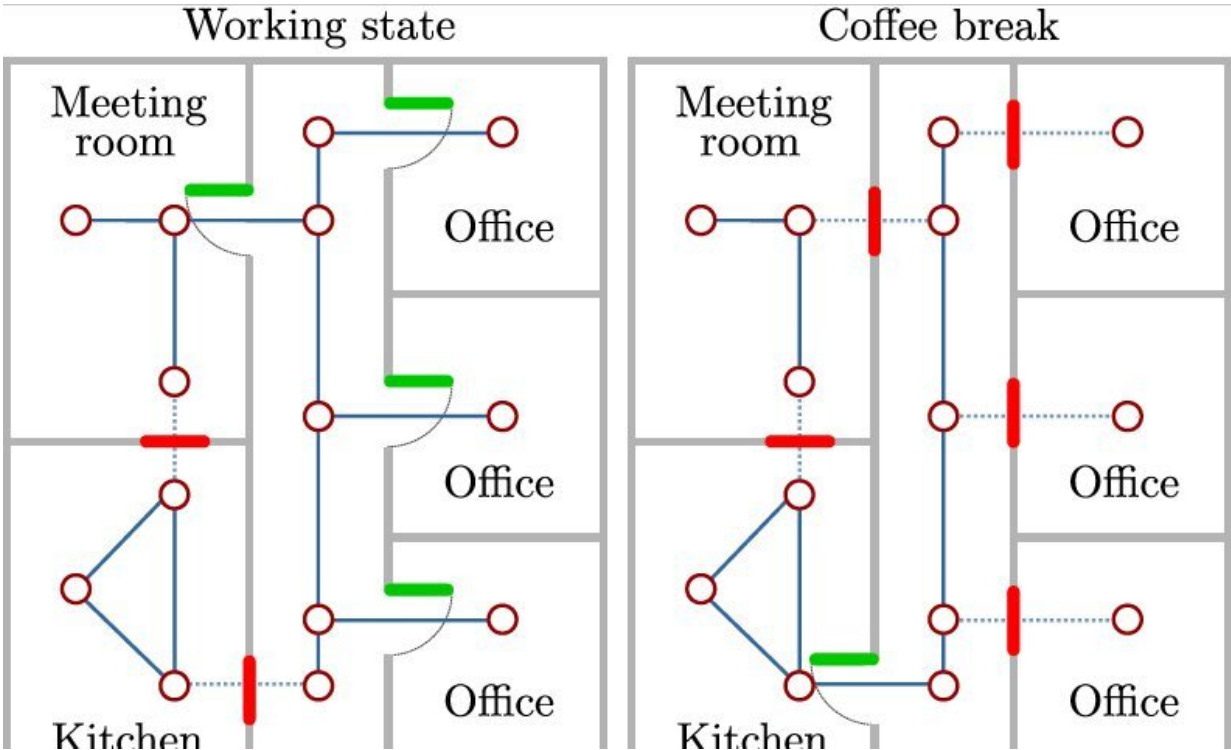 Working state
Meeting
room
Office
Office
Office
Kitchen
Coffee break
Meeting
room
Office
Office
Office
Kitchen